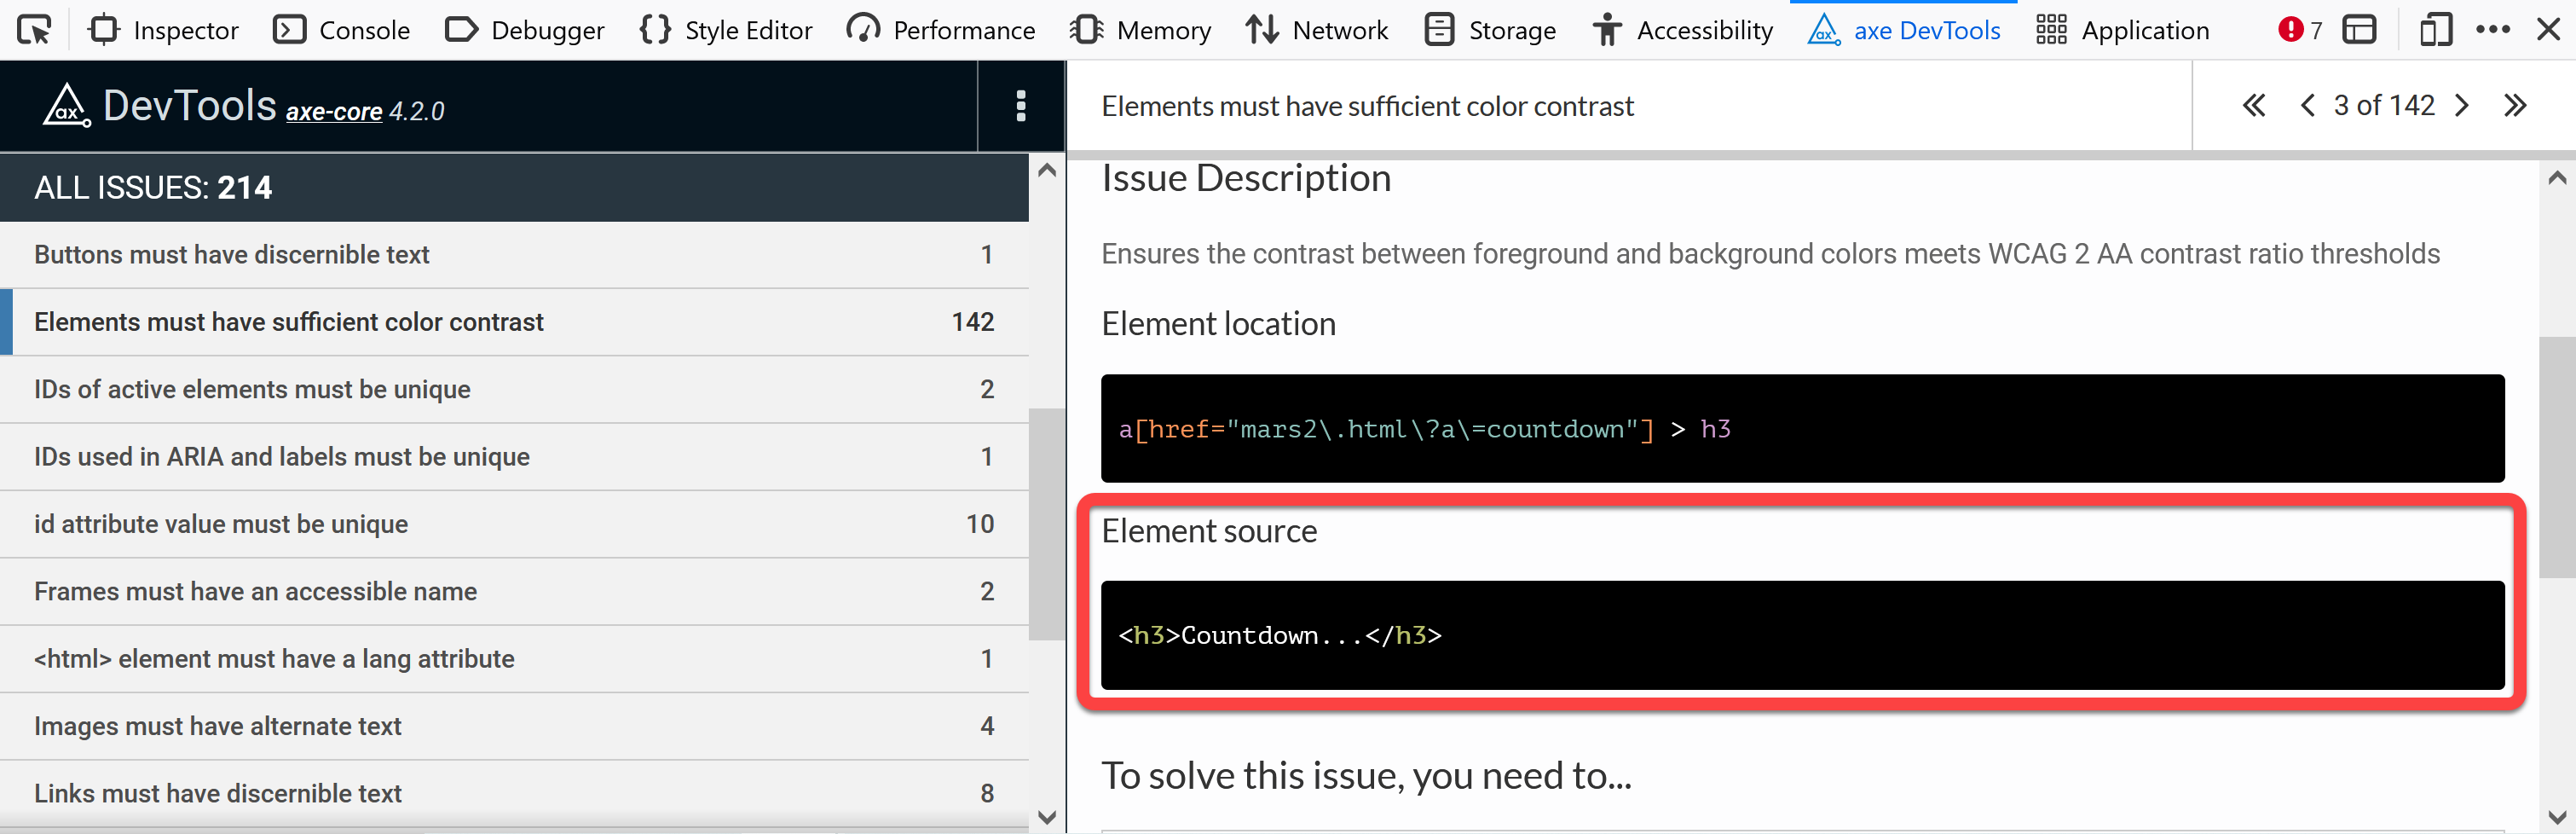 Inspector Console Debugger Style Editor Performance Memory Network Storage Accessibility axe DevTools Application 7
ax DevTools axe-core 4.2.0
ALL ISSUES: 214
Buttons must have discernible text 1
Elements must have sufficient color contrast 142
IDs of active elements must be unique 2
IDs used in ARIA and labels must be unique 1
id attribute value must be unique 10
Frames must have an accessible name 2
<html> element must have a lang attribute 1
Images must have alternate text 4
Links must have discernible text 8
Elements must have sufficient color contrast
3 of 142
Issue Description
Ensures the contrast between foreground and background colors meets WCAG 2 AA contrast ratio thresholds
Element location
a[href="mars2\.html\?a\=countdown"] > h3
Element source
<h3>Countdown...</h3>
To solve this issue, you need to...